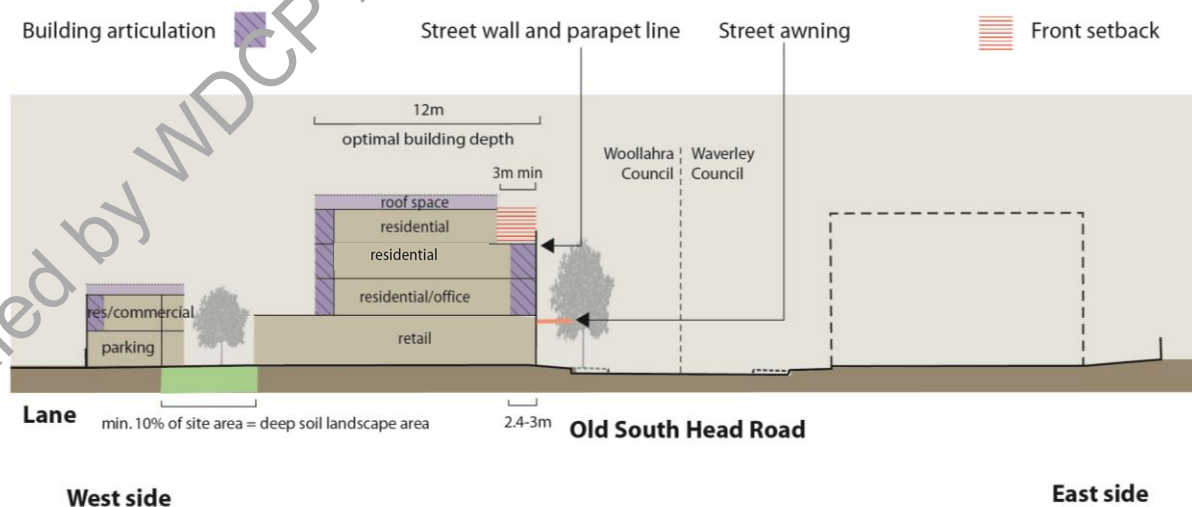 Building articulation
Street wall and parapet line
Street awning
Front setback
12m
optimal building depth
3m min
Woollahra
Council
Waverley
Council
roof space
residential
residential
residential/office
retail
res/commercial
parking
Lane
min. 10% of site area = deep soil landscape area
2.4-3m
Old South Head Road
West side
East side
by WDCP